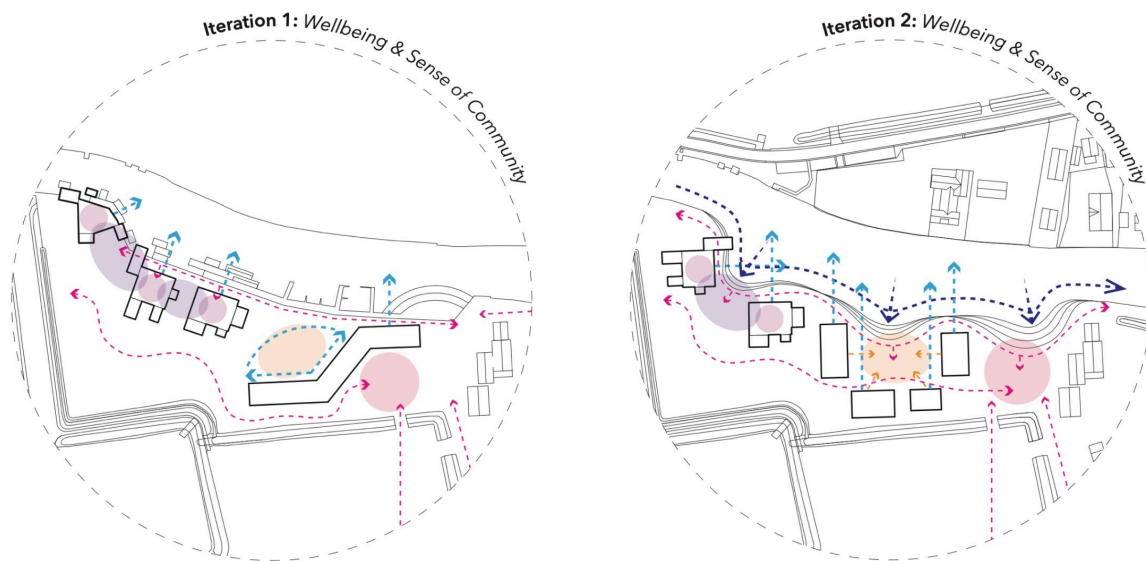 Iteration 1: Wellbeing & Sense of Community
Iteration 2: Wellbeing & Sense of Community